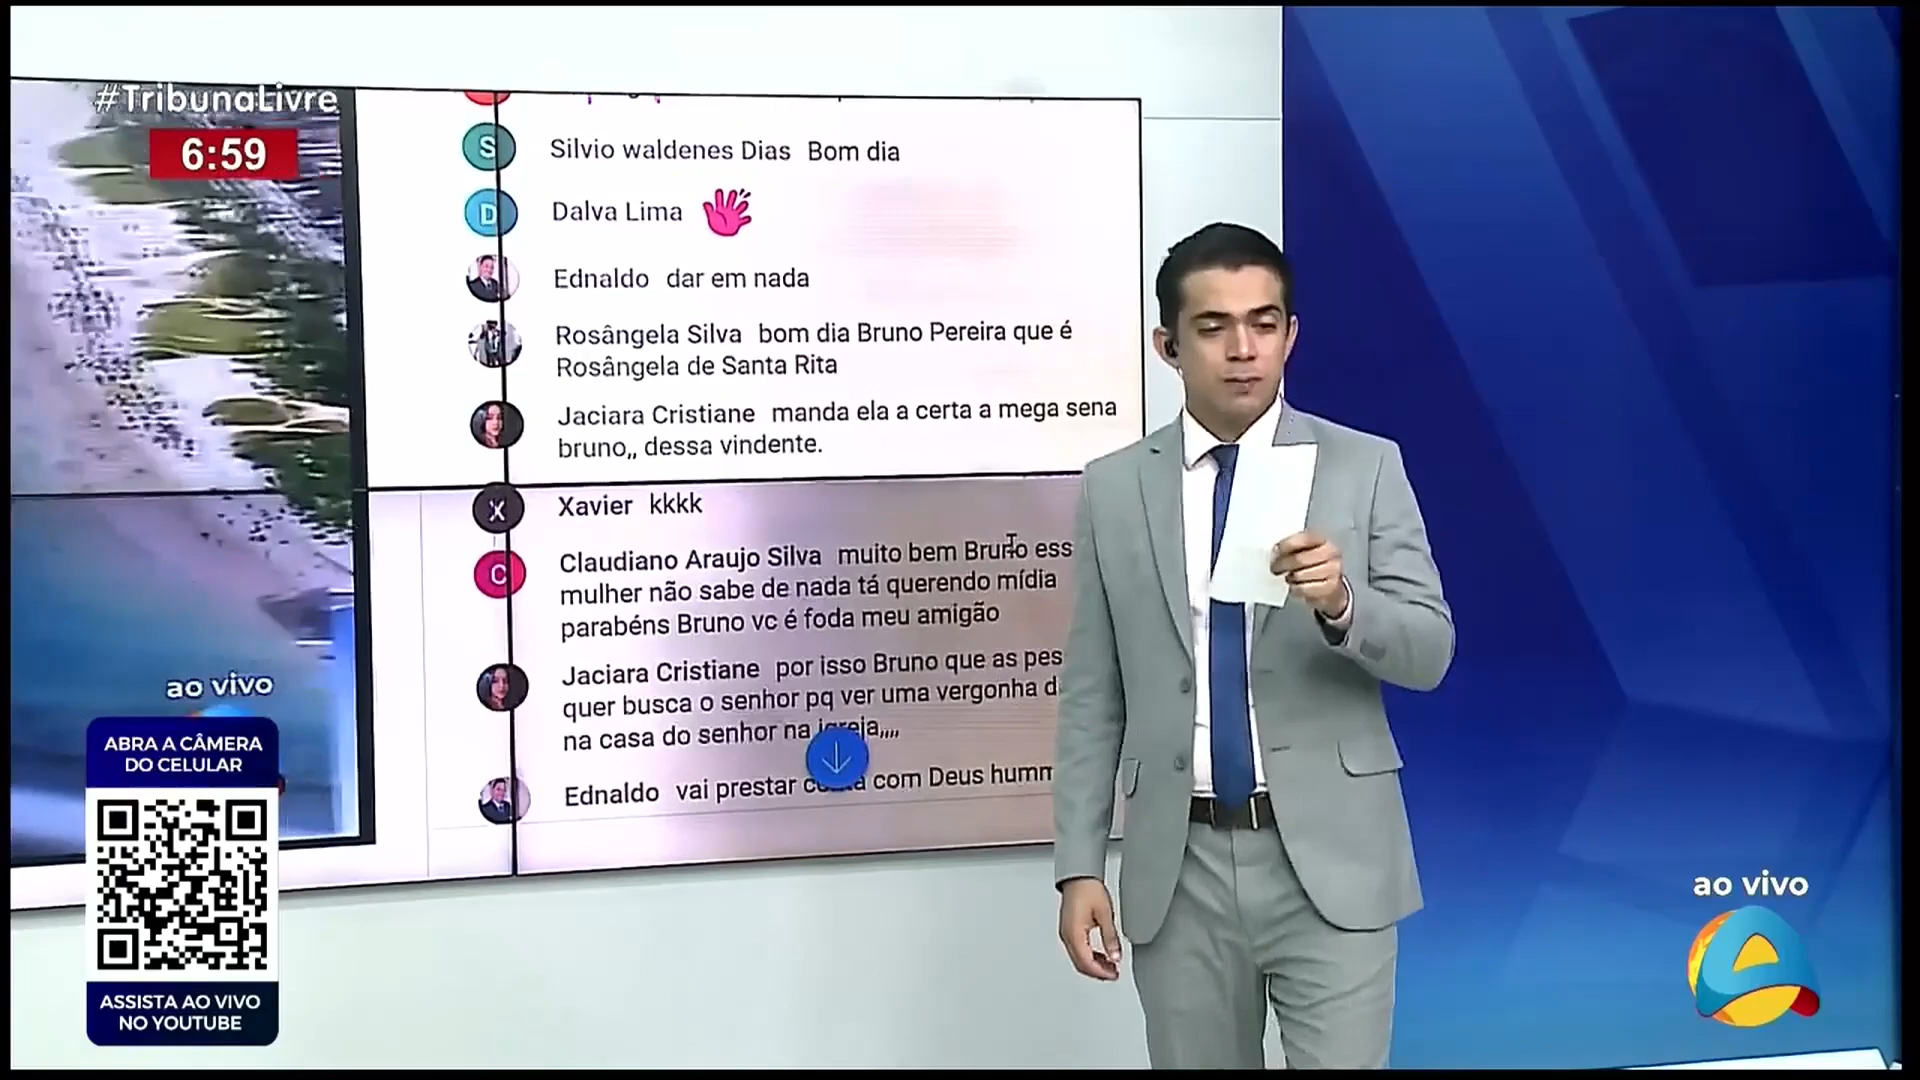 #TribunaLivre
6:59
S Silvio waldenes Dias Bom dia
D Dalva Lima
Ednaldo dar em nada
Rosângela Silva bom dia Bruno Pereira que é
Rosângela de Santa Rita
Jaciara Cristiane manda ela a certa a mega sena
bruno,, dessa vindente.
X Xavier kkkk
C Claudiano Araujo Silva muito bem Bruno ess
mulher não sabe de nada tá querendo mídia
parabéns Bruno vc é foda meu amigão
Jaciara Cristiane por isso Bruno que as pes
quer busca o senhor pq ver uma vergonha d
na casa do senhor na igreja,,,,
Ednaldo vai prestar com Deus humm
ao vivo
ABRA A CÂMERA
DO CELULAR
ASSISTA AO VIVO
NO YOUTUBE
ao vivo